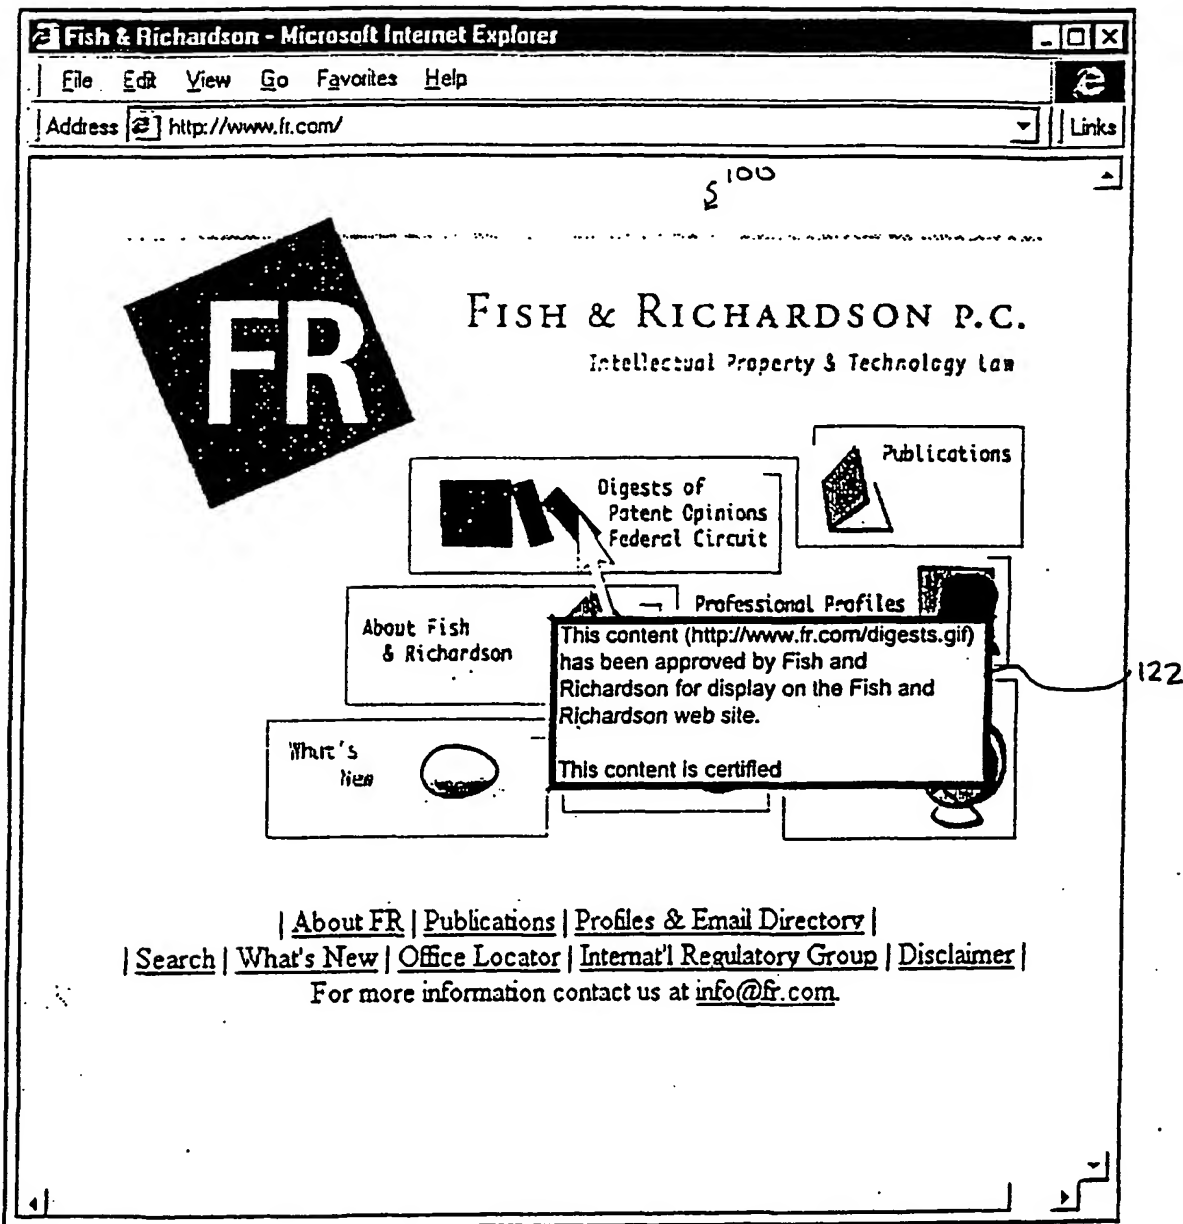 Fish & Richardson - Microsoft Internet Explorer
File Edit View Go Favorites Help
Address http://www.fr.com/ Links
100
FR
FISH & RICHARDSON P.C.
Intellectual Property & Technology Law
Publications
Digests of
Patent Opinions
Federal Circuit
Professional Profiles
About Fish
& Richardson
This content (http://www.fr.com/digests.gif)
has been approved by Fish and
Richardson for display on the Fish and
Richardson web site.
This content is certified
122
What's
New
| About FR | Publications | Profiles & Email Directory |
| Search | What's New | Office Locator | Internat'l Regulatory Group | Disclaimer |
For more information contact us at info@fr.com.